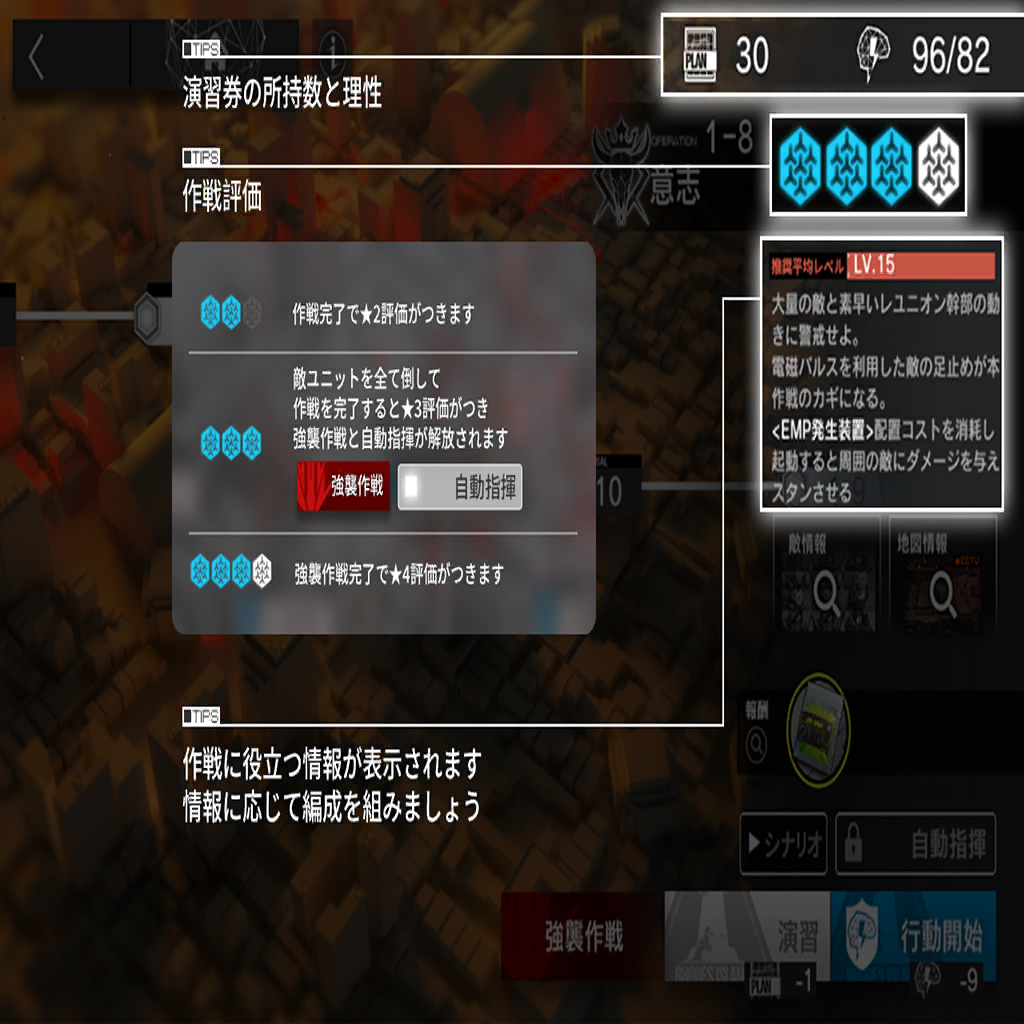 TIPS
演習券の所持数と理性
PLAN 30 96/82
TIPS
作戦評価
OPERATION 1-8
意志
作戦完了で★2評価がつきます
敵ユニットを全て倒して
作戦を完了すると★3評価がつき
強襲作戦と自動指揮が解放されます
強襲作戦 自動指揮
強襲作戦完了で★4評価がつきます
推奨平均レベル LV.15
大量の敵と素早いレユニオン幹部の動
きに警戒せよ。
電磁パルスを利用した敵の足止めが本
作戦のカギになる。
<EMP発生装置>配置コストを消耗し
起動すると周囲の敵にダメージを与え
スタンさせる
10
敵情報 地図情報
CCTV
TIPS
作戦に役立つ情報が表示されます
情報に応じて編成を組みましょう
報酬
シナリオ 自動指揮
強襲作戦 演習 行動開始
RHODES ISLAN
PLAN -1 -9